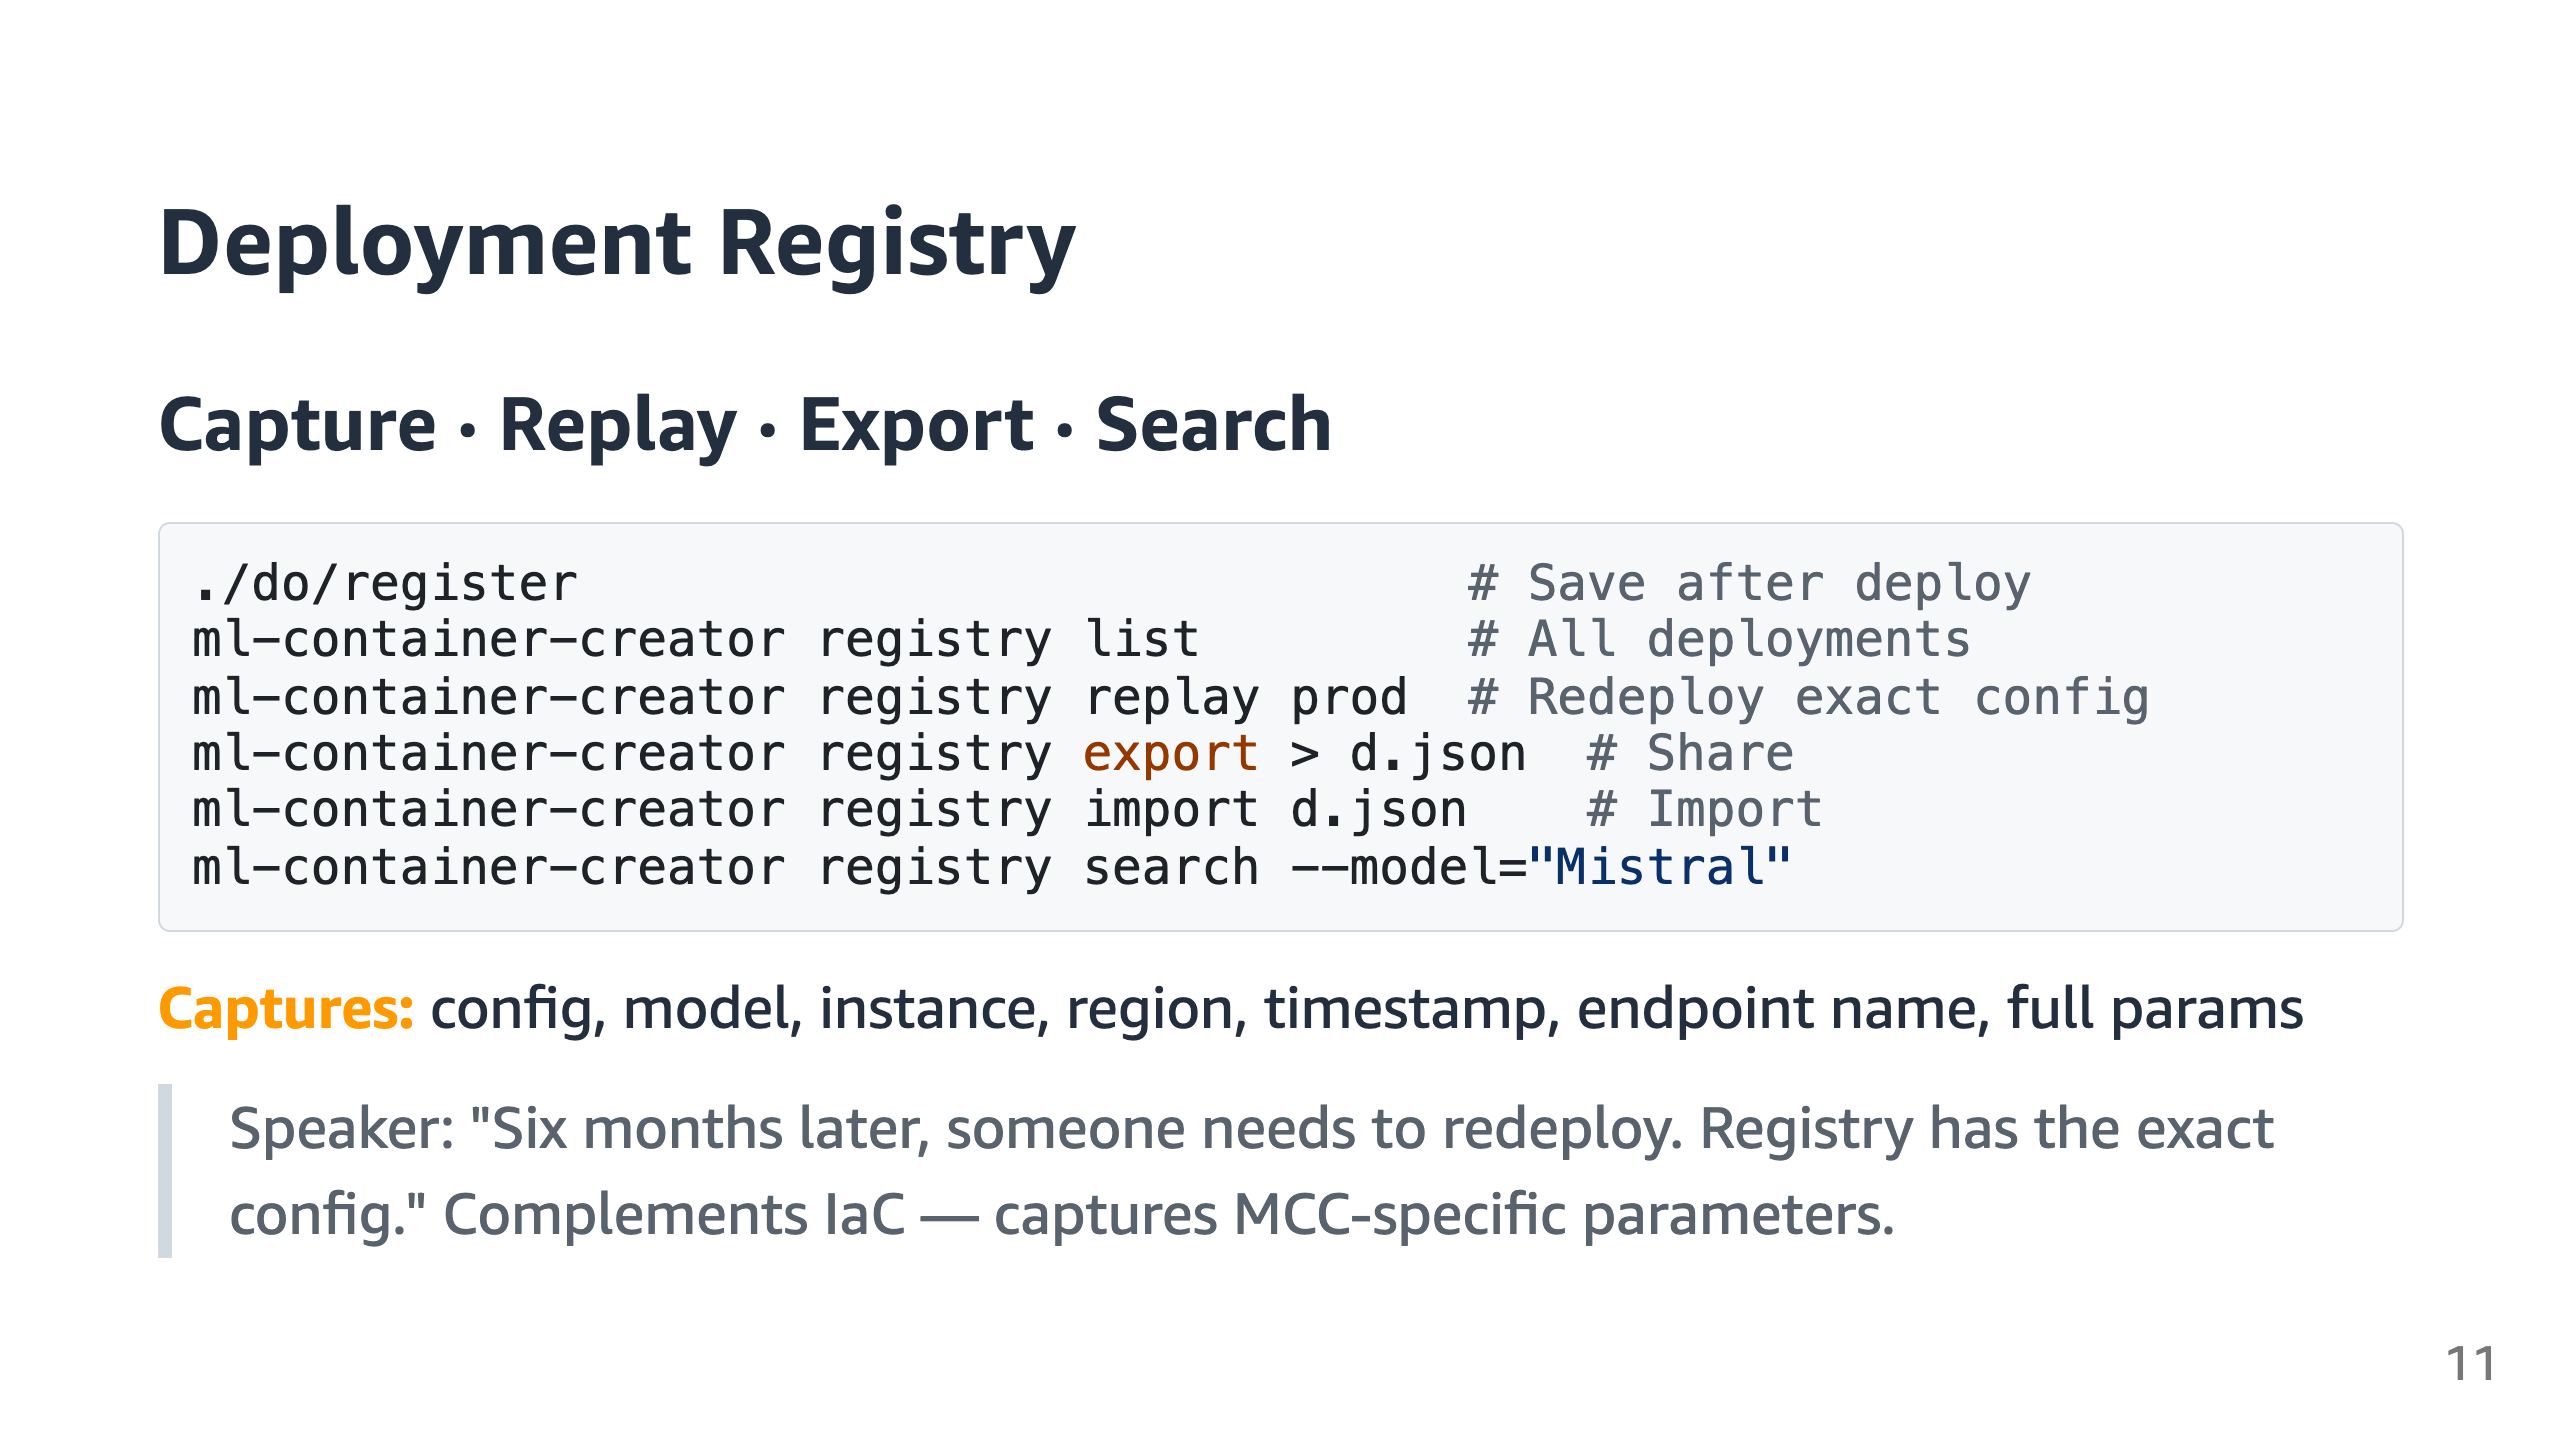 Deployment Registry
Capture · Replay · Export · Search
./do/register                              # Save after deploy
ml-container-creator registry list         # All deployments
ml-container-creator registry replay prod  # Redeploy exact config
ml-container-creator registry export > d.json  # Share
ml-container-creator registry import d.json    # Import
ml-container-creator registry search --model="Mistral"
Captures: config, model, instance, region, timestamp, endpoint name, full params
Speaker: "Six months later, someone needs to redeploy. Registry has the exact
config." Complements IaC — captures MCC-specific parameters.
11